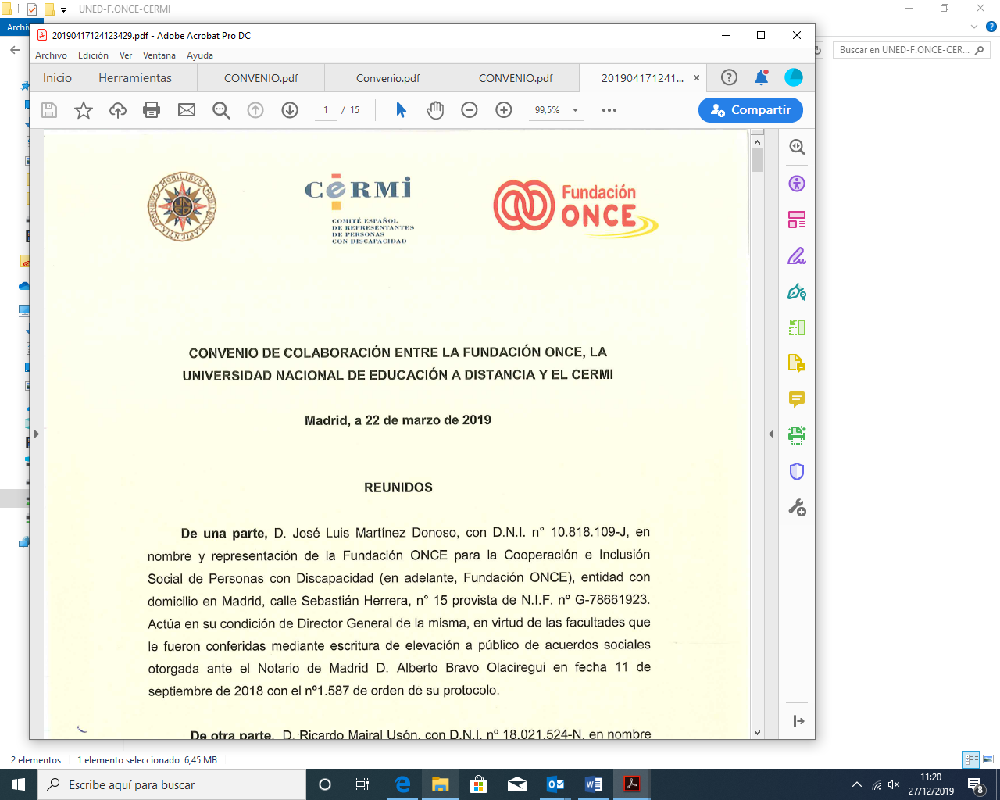 UNED-F.ONCE-CERMI
Archiv
Buscar en UNED-F.ONCE-CER...
20190417124123429.pdf - Adobe Acrobat Pro DC
Archivo Edición Ver Ventana Ayuda
Inicio Herramientas CONVENIO.pdf Convenio.pdf CONVENIO.pdf 201904171241...
1 / 15 99,5% Compartir
CERMI
COMITÉ ESPAÑOL
DE REPRESENTANTES
DE PERSONAS
CON DISCAPACIDAD
Fundación
ONCE
CONVENIO DE COLABORACIÓN ENTRE LA FUNDACIÓN ONCE, LA
UNIVERSIDAD NACIONAL DE EDUCACIÓN A DISTANCIA Y EL CERMI
Madrid, a 22 de marzo de 2019
REUNIDOS
De una parte, D. José Luis Martínez Donoso, con D.N.I. n° 10.818.109-J, en
nombre y representación de la Fundación ONCE para la Cooperación e Inclusión
Social de Personas con Discapacidad (en adelante, Fundación ONCE), entidad con
domicilio en Madrid, calle Sebastián Herrera, n° 15 provista de N.I.F. nº G-78661923.
Actúa en su condición de Director General de la misma, en virtud de las facultades que
le fueron conferidas mediante escritura de elevación a público de acuerdos sociales
otorgada ante el Notario de Madrid D. Alberto Bravo Olaciregui en fecha 11 de
septiembre de 2018 con el nº1.587 de orden de su protocolo.
De otra parte, D. Ricardo Mairal Usón, con D.N.I. nº 18.021.524-N, en nombre
2 elementos 1 elemento seleccionado 6,45 MB
Escribe aquí para buscar
11:20
27/12/2019
8